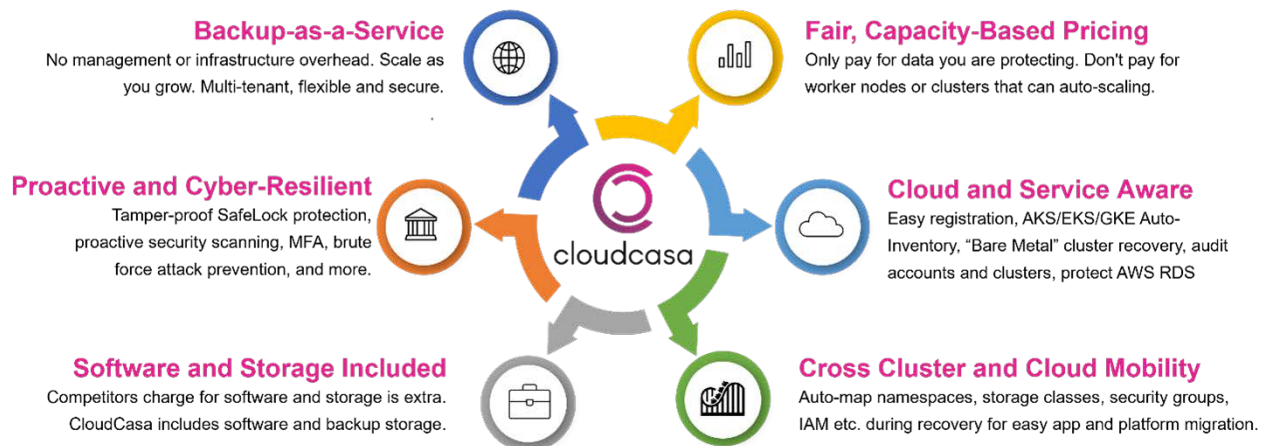 Backup-as-a-Service
No management or infrastructure overhead. Scale as
you grow. Multi-tenant, flexible and secure.
Fair, Capacity-Based Pricing
Only pay for data you are protecting. Don't pay for
worker nodes or clusters that can auto-scaling.
Proactive and Cyber-Resilient
Tamper-proof SafeLock protection,
proactive security scanning, MFA, brute
force attack prevention, and more.
cloudcasa
Cloud and Service Aware
Easy registration, AKS/EKS/GKE Auto-
Inventory, “Bare Metal” cluster recovery, audit
accounts and clusters, protect AWS RDS
Software and Storage Included
Competitors charge for software and storage is extra.
CloudCasa includes software and backup storage.
Cross Cluster and Cloud Mobility
Auto-map namespaces, storage classes, security groups,
IAM etc. during recovery for easy app and platform migration.